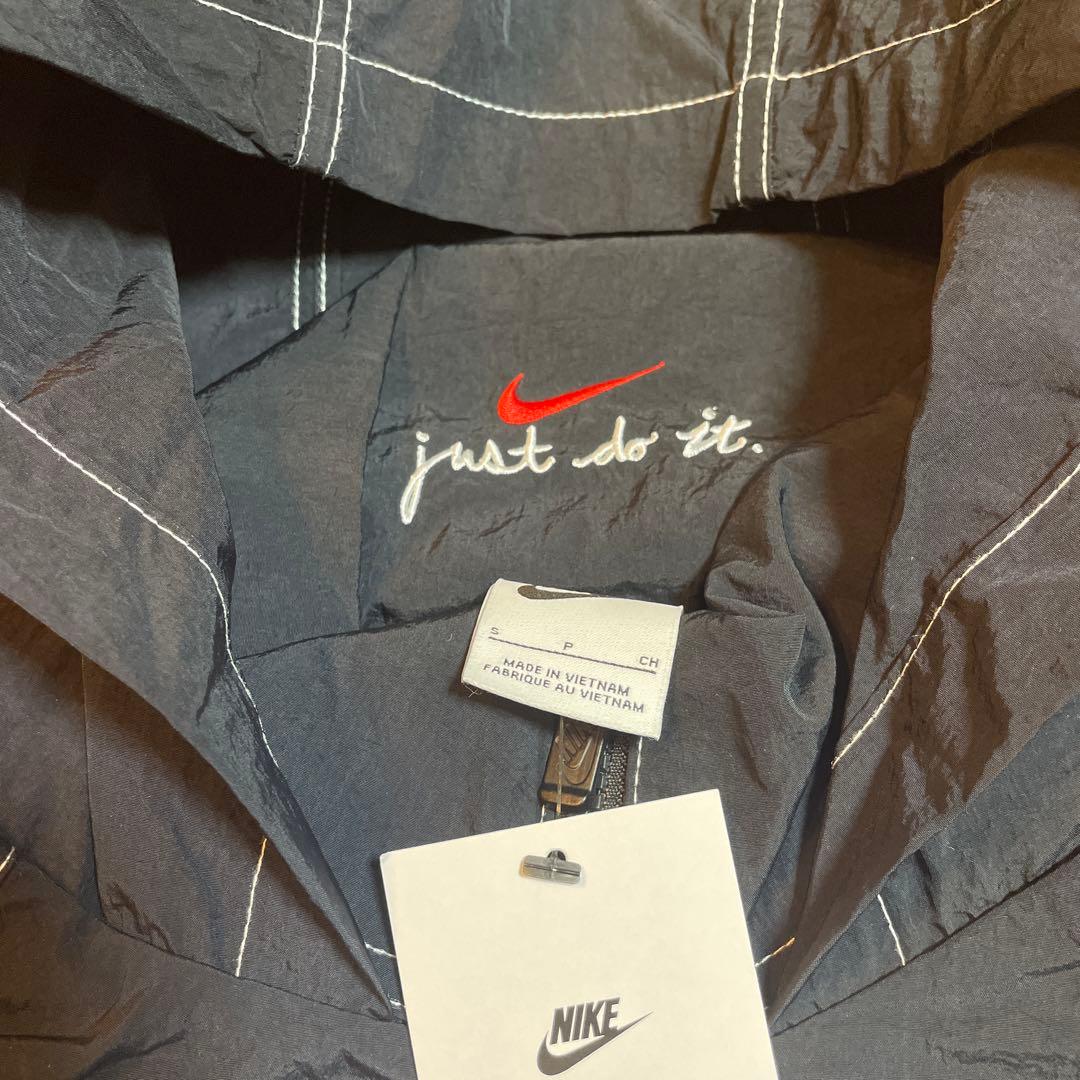 just do it.
S P CH
MADE IN VIETNAM
FABRIQUE AU VIETNAM
NIKE